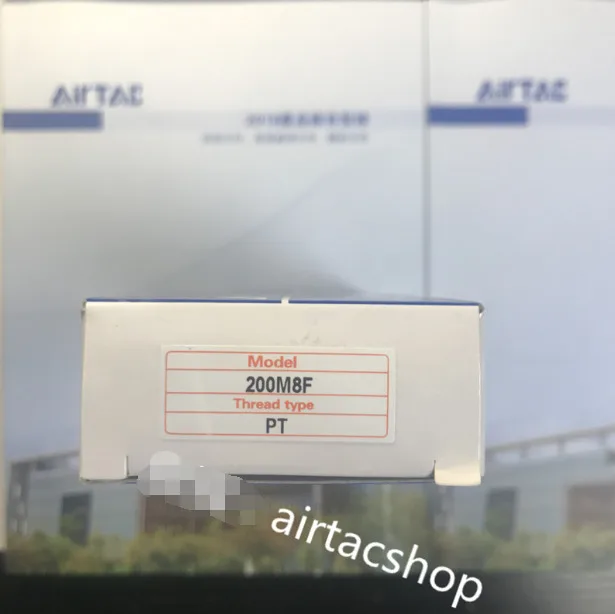 AIRTAC
AIRTAC
Model
200M8F
Thread type
PT
airtacshop